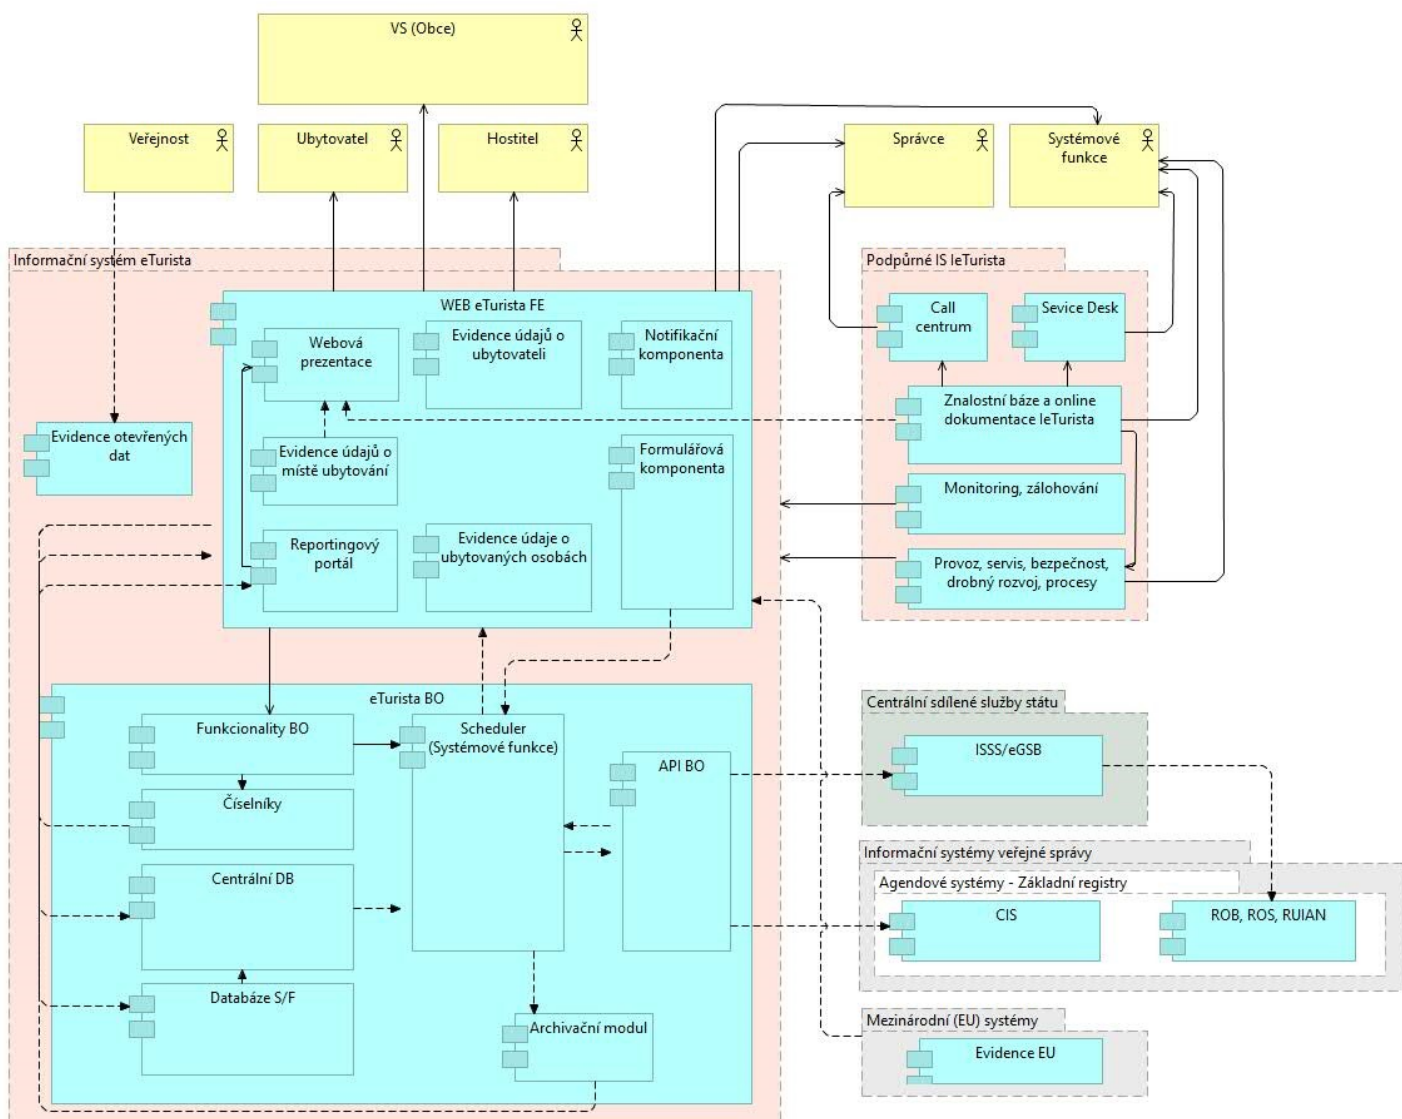 VS (Obce)
Veřejnost
Ubytovatel
Hostitel
Správce
Systémové
funkce
Informační systém eTurista
WEB eTurista FE
Webová
prezentace
Evidence údajů o
ubytovateli
Notifikační
komponenta
Evidence otevřených
dat
Evidence údajů o
místě ubytování
Formulářová
komponenta
Reportingový
portál
Evidence údaje o
ubytovaných osobách
Podpůrné IS IeTurista
Call
centrum
Sevice Desk
Znalostní báze a online
dokumentace IeTurista
Monitoring, zálohování
Provoz, servis, bezpečnost,
drobný rozvoj, procesy
eTurista BO
Funkcionality BO
Scheduler
(Systémové funkce)
API BO
Číselníky
Centrální DB
Databáze S/F
Archivační modul
Centrální sdílené služby státu
ISSS/eGSB
Informační systémy veřejné správy
Agendové systémy - Základní registry
CIS
ROB, ROS, RUIAN
Mezinárodní (EU) systémy
Evidence EU